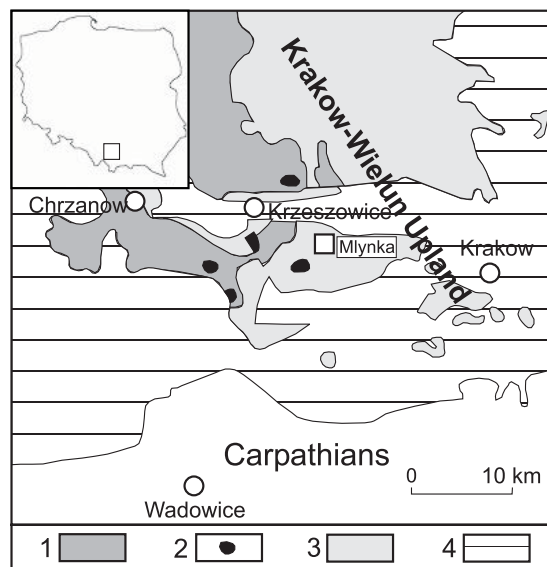 Krakow-Wielun Upland
Chrzanow
Krzeszowice
Mlynka
Krakow
Carpathians
0 10 km
Wadowice
1 2 3 4